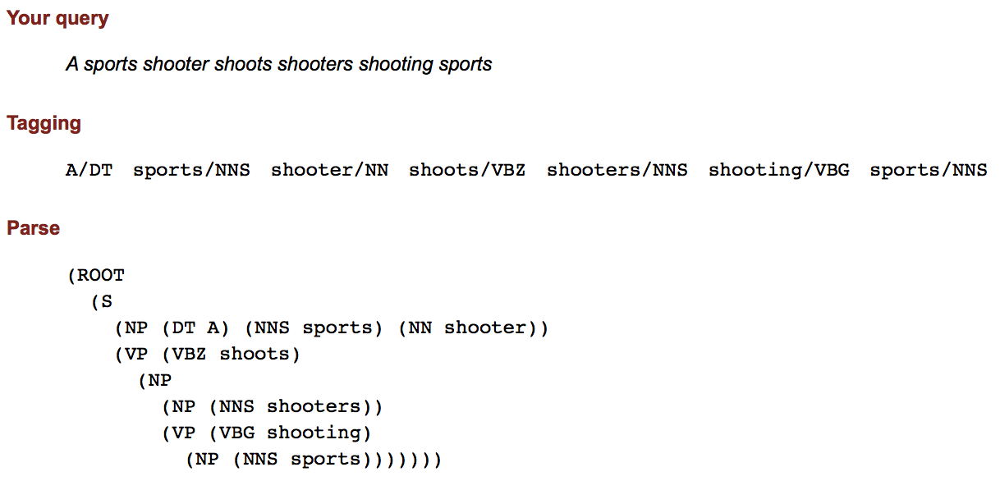 Your query
A sports shooter shoots shooters shooting sports
Tagging
A/DT sports/NNS shooter/NN shoots/VBZ shooters/NNS shooting/VBG sports/NNS
Parse
(ROOT
(S
(NP (DT A) (NNS sports) (NN shooter))
(VP (VBZ shoots)
(NP
(NP (NNS shooters))
(VP (VBG shooting)
(NP (NNS sports)))))))